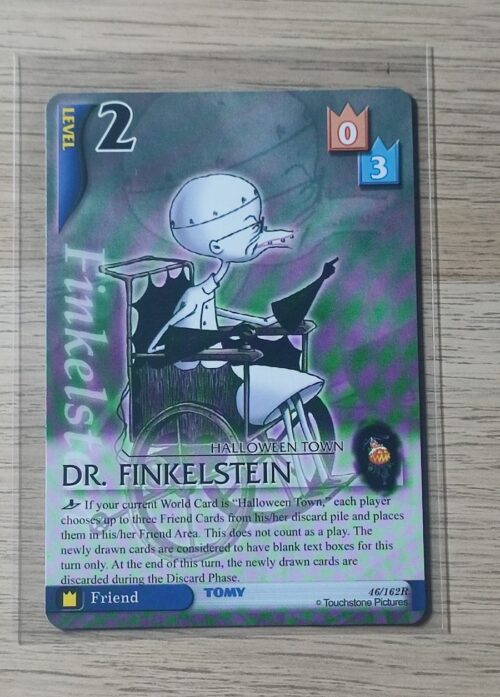 LEVEL
2
0
3
Finkelste
HALLOWEEN TOWN
DR. FINKELSTEIN
If your current World Card is “Halloween Town,” each player
chooses up to three Friend Cards from his/her discard pile and places
them in his/her Friend Area. This does not count as a play. The
newly drawn cards are considered to have blank text boxes for this
turn only. At the end of this turn, the newly drawn cards are
discarded during the Discard Phase.
Friend
TOMY
46/162R
© Touchstone Pictures